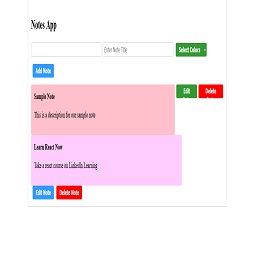 Notes App
Enter Note Title
Select Colors
Add Note
Sample Note
Edit
Delete
This is a description for our sample note
Learn React Now
Take a react course on LinkedIn Learning
Edit Note
Delete Note